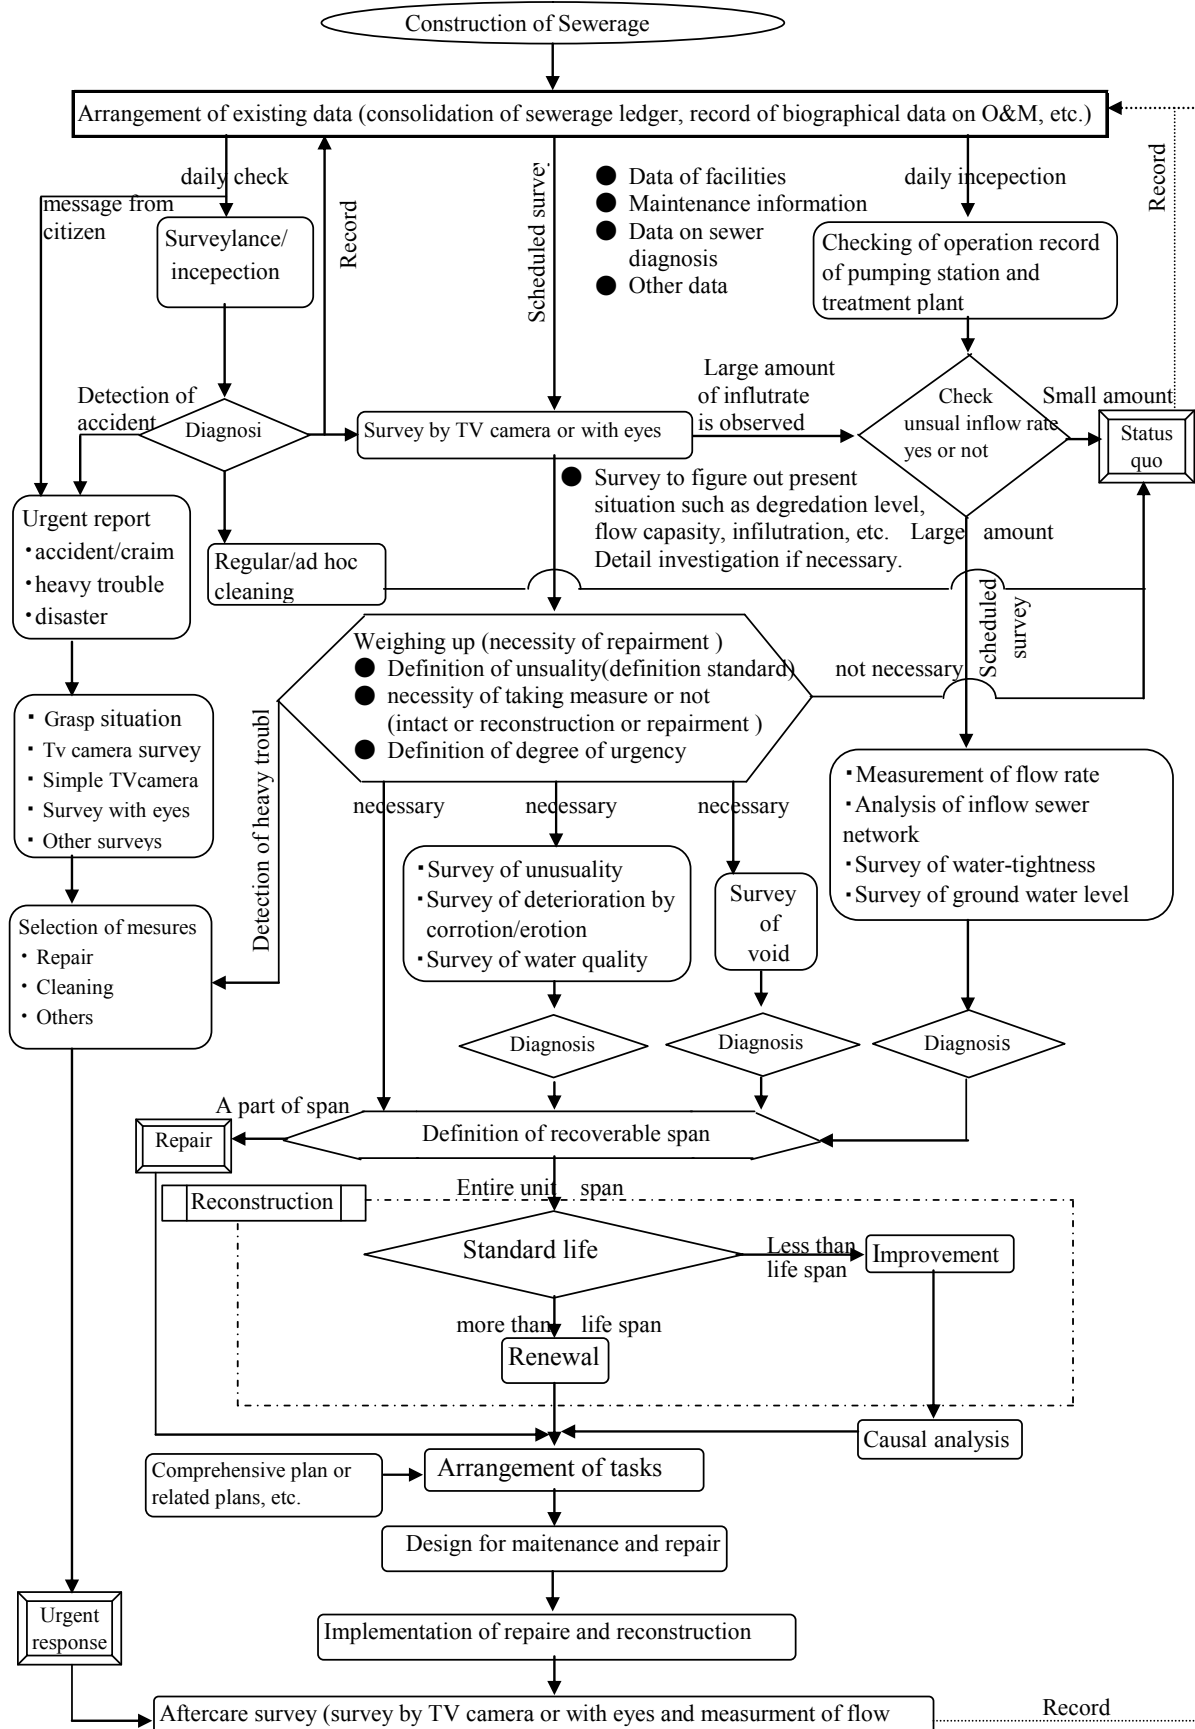 Construction of Sewerage
Arrangement of existing data (consolidation of sewerage ledger, record of biographical data on O&M, etc.)
daily check
message from
citizen
Surveylance/
incepection
Record
Scheduled survey
● Data of facilities
● Maintenance information
● Data on sewer
diagnosis
● Other data
daily incepection
Record
Checking of operation record
of pumping station and
treatment plant
Detection of
accident
Diagnosi
Survey by TV camera or with eyes
Large amount
of influtrate
is observed
Check
unusual inflow rate
yes or not
Small amount
Status
quo
● Survey to figure out present
situation such as degredation level,
flow capacity, infilutration, etc.
Detail investigation if necessary.
Large amount
Urgent report
・accident/craim
・heavy trouble
・disaster
Regular/ad hoc
cleaning
Scheduled
survey
Weighing up (necessity of repairment )
● Definition of unsuality(definition standard)
● necessity of taking measure or not
(intact or reconstruction or repairment )
● Definition of degree of urgency
not necessary
・ Grasp situation
・ Tv camera survey
・ Simple TVcamera
・ Survey with eyes
・ Other surveys
Detection of heavy troubl
necessary
necessary
necessary
・Measurement of flow rate
・Analysis of inflow sewer
network
・Survey of water-tightness
・Survey of ground water level
・Survey of unusuality
・Survey of deterioration by
corrotion/erotion
・Survey of water quality
Survey
of
void
Selection of mesures
・ Repair
・ Cleaning
・ Others
Diagnosis
Diagnosis
Diagnosis
A part of span
Repair
Definition of recoverable span
Entire unit span
Reconstruction
Standard life
Less than
life span
Improvement
more than life span
Renewal
Causal analysis
Comprehensive plan or
related plans, etc.
Arrangement of tasks
Design for maitenance and repair
Urgent
response
Implementation of repaire and reconstruction
Aftercare survey (survey by TV camera or with eyes and measurment of flow
Record